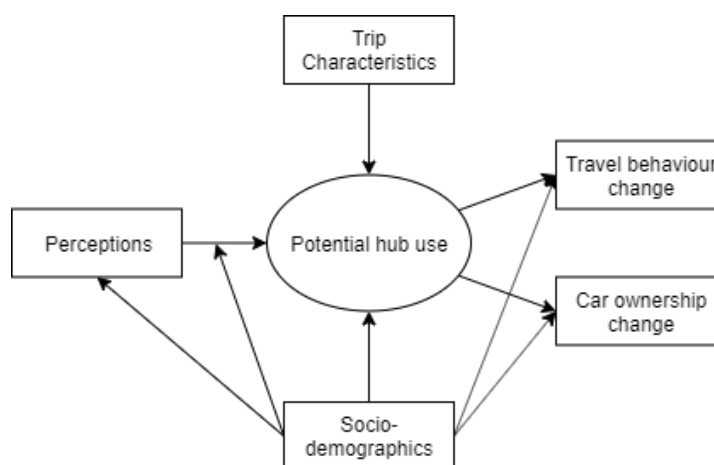 Trip
Characteristics
Travel behaviour
change
Perceptions
Potential hub use
Car ownership
change
Socio-
demographics